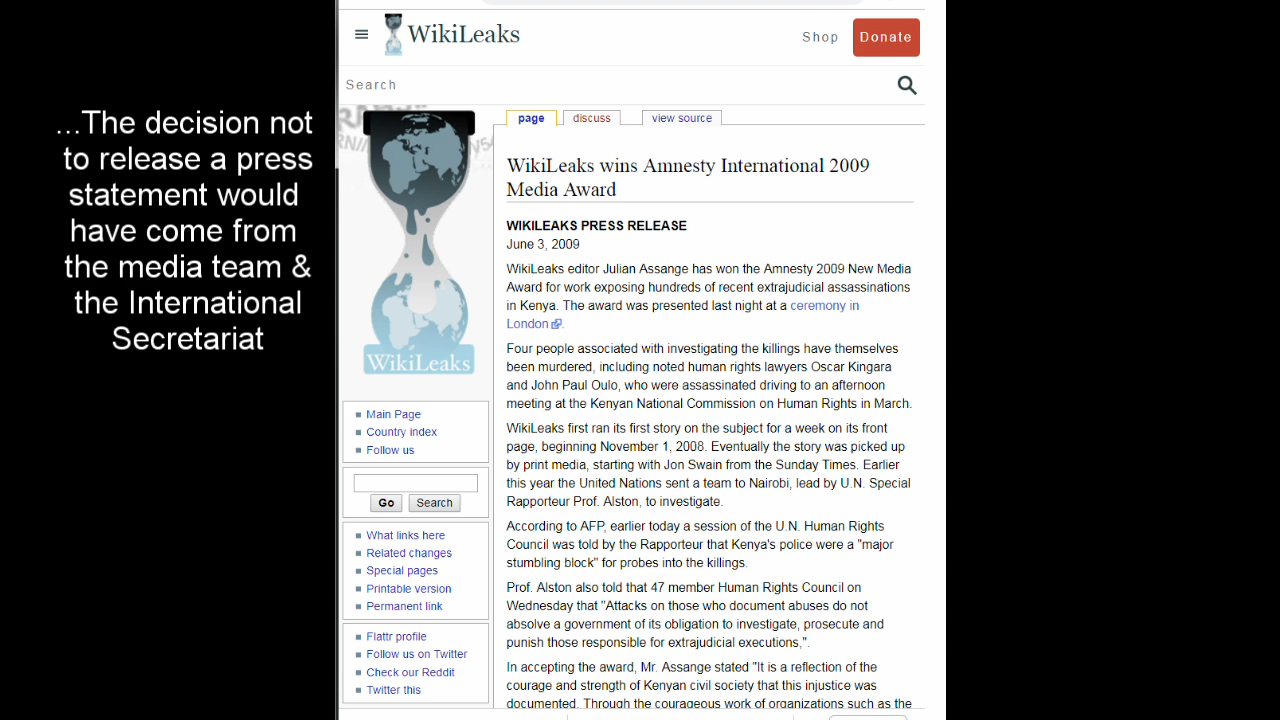 ...The decision not
to release a press
statement would
have come from
the media team &
the International
Secretariat
WikiLeaks
Shop
Donate
Search
page
discuss
view source
WikiLeaks
Main Page
Country index
Follow us
Go
Search
What links here
Related changes
Special pages
Printable version
Permanent link
Flattr profile
Follow us on Twitter
Check our Reddit
Twitter this
WikiLeaks wins Amnesty International 2009
Media Award
WIKILEAKS PRESS RELEASE
June 3, 2009
WikiLeaks editor Julian Assange has won the Amnesty 2009 New Media
Award for work exposing hundreds of recent extrajudicial assassinations
in Kenya. The award was presented last night at a ceremony in
London.
Four people associated with investigating the killings have themselves
been murdered, including noted human rights lawyers Oscar Kingara
and John Paul Oulo, who were assassinated driving to an afternoon
meeting at the Kenyan National Commission on Human Rights in March.
WikiLeaks first ran its first story on the subject for a week on its front
page, beginning November 1, 2008. Eventually the story was picked up
by print media, starting with Jon Swain from the Sunday Times. Earlier
this year the United Nations sent a team to Nairobi, lead by U.N. Special
Rapporteur Prof. Alston, to investigate.
According to AFP, earlier today a session of the U.N. Human Rights
Council was told by the Rapporteur that Kenya's police were a "major
stumbling block" for probes into the killings.
Prof. Alston also told that 47 member Human Rights Council on
Wednesday that "Attacks on those who document abuses do not
absolve a government of its obligation to investigate, prosecute and
punish those responsible for extrajudicial executions,".
In accepting the award, Mr. Assange stated "It is a reflection of the
courage and strength of Kenyan civil society that this injustice was
documented. Through the courageous work of organizations such as the